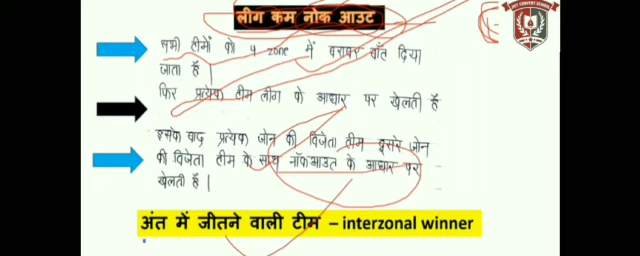 लीग कम नोक आउट
सभी टीमों को 4 zone में बराबर बाँट दिया
जाता है |
फिर प्रत्येक टीम लीग के आधार पर खेलती है
इसके बाद प्रत्येक जोन की विजेता टीम दूसरे जोन
की विजेता टीम के साथ नॉकआउट के आधार पर
खेलती है |
अंत में जीतने वाली टीम – interzonal winner